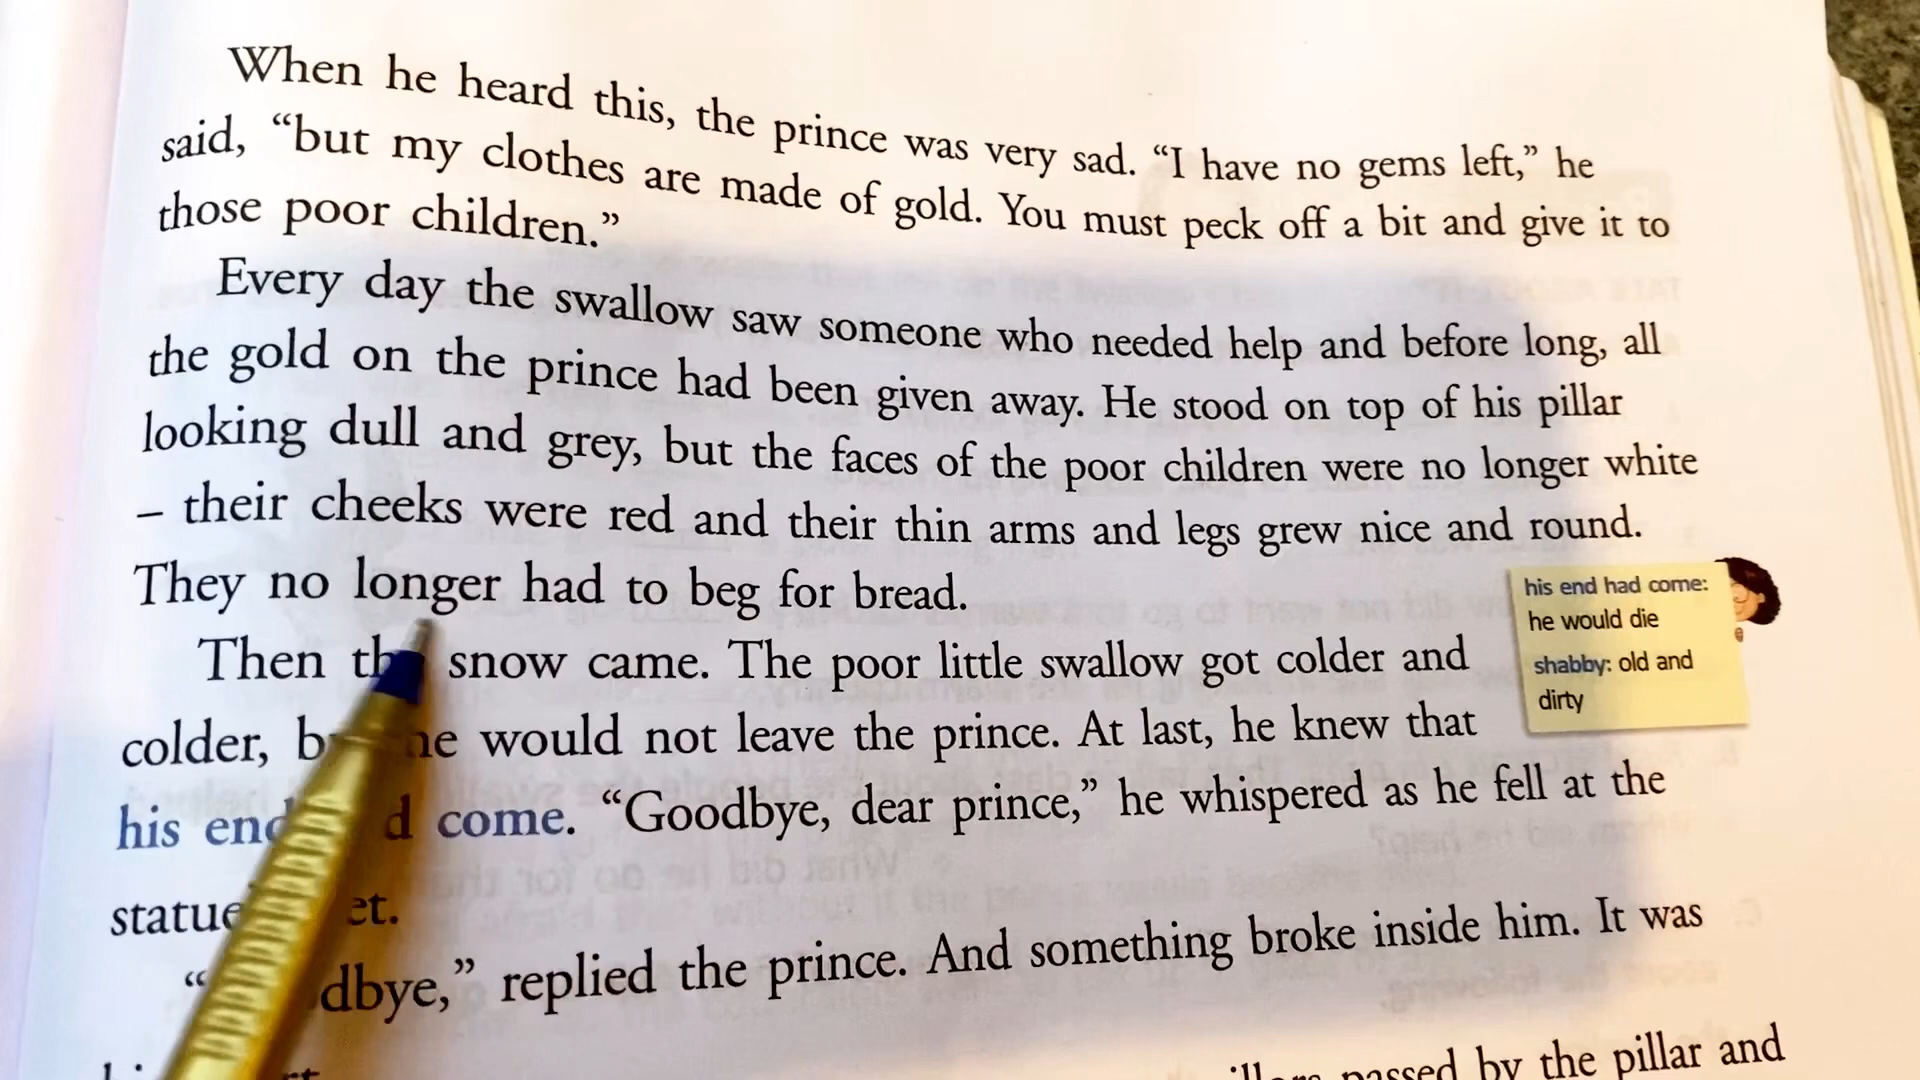 When he heard this, the prince was very sad. “I have no gems left,” he
said, “but my clothes are made of gold. You must peck off a bit and give it to
those poor children.”
Every day the swallow saw someone who needed help and before long, all
the gold on the prince had been given away. He stood on top of his pillar
looking dull and grey, but the faces of the poor children were no longer white
– their cheeks were red and their thin arms and legs grew nice and round.
They no longer had to beg for bread.
Then snow came. The poor little swallow got colder and
colder, would not leave the prince. At last, he knew that
his come. “Goodbye, dear prince,” he whispered as he fell at the
“ dbye,” replied the prince. And something broke inside him. It was
passed by the pillar and
his end had come:
he would die
shabby: old and
dirty